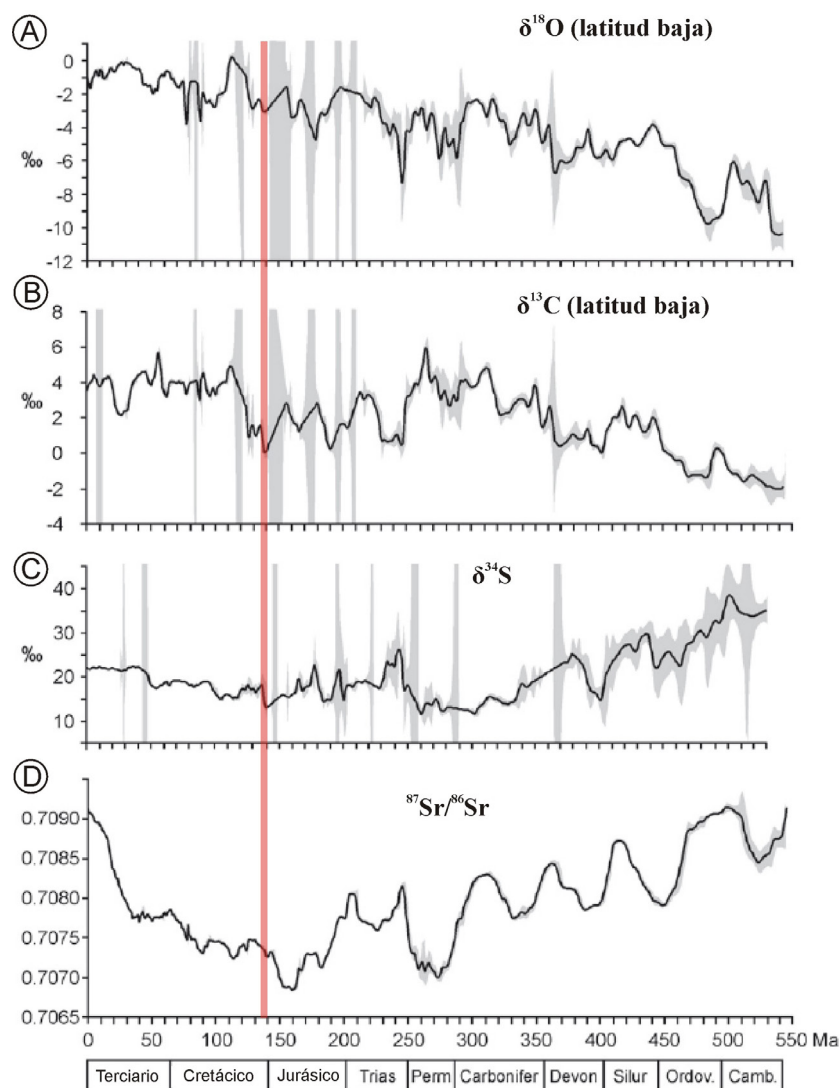 A
δ¹⁸O (latitud baja)
0
-2
-4
‰
-6
-8
-10
-12
B
δ¹³C (latitud baja)
8
6
4
‰
2
0
-2
-4
C
δ³⁴S
40
30
‰
20
10
D
⁸⁷Sr/⁸⁶Sr
0.7090
0.7085
0.7080
0.7075
0.7070
0.7065
0 50 100 150 200 250 300 350 400 450 500 550 Ma
Terciario Cretácico Jurásico Trias Perm. Carbonifer Devon Silur Ordov. Camb.